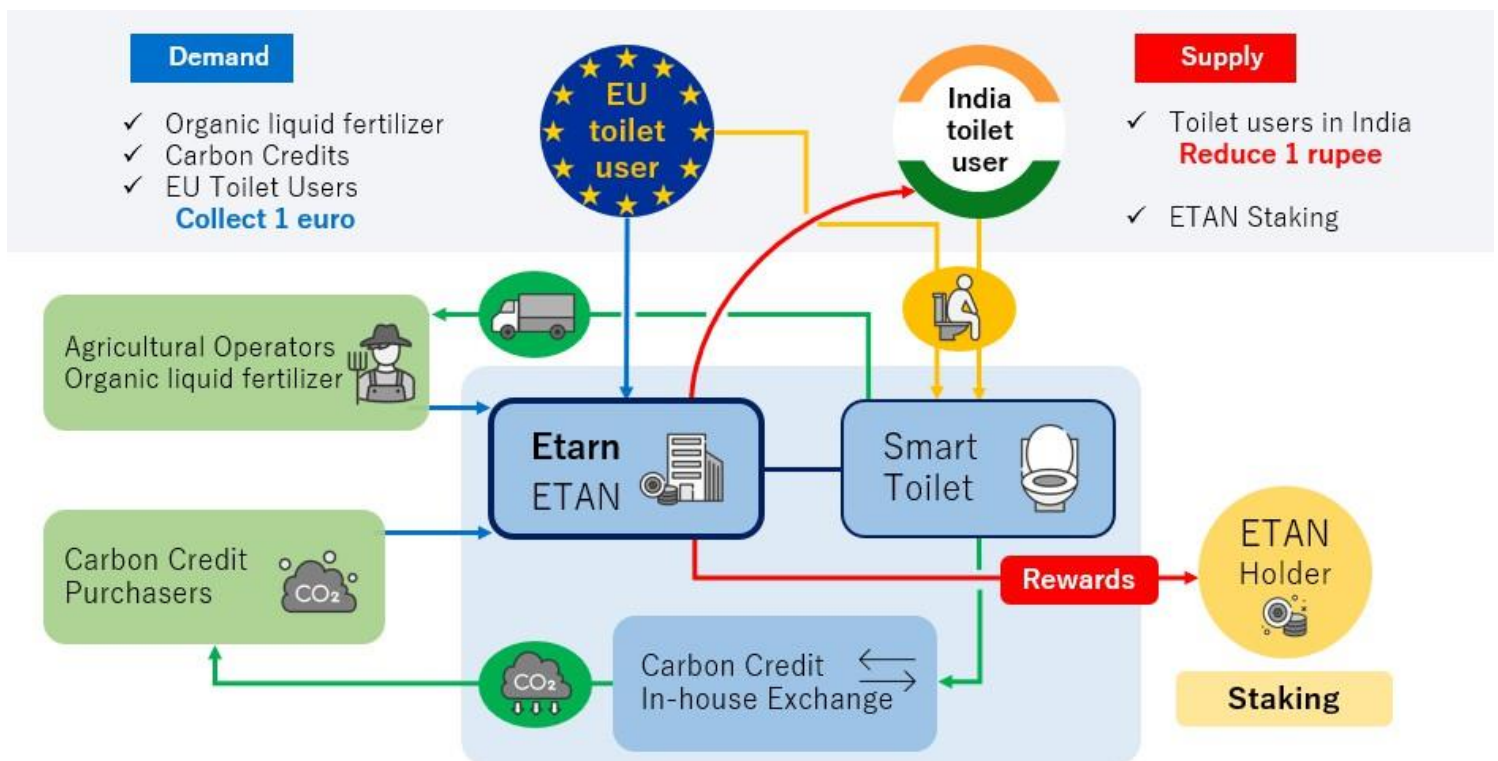 Demand
✓ Organic liquid fertilizer
✓ Carbon Credits
✓ EU Toilet Users
Collect 1 euro
EU
toilet
user
India
toilet
user
Supply
✓ Toilet users in India
Reduce 1 rupee
✓ ETAN Staking
Agricultural Operators
Organic liquid fertilizer
Etarn
ETAN
Smart
Toilet
Carbon Credit
Purchasers
CO₂
Rewards
ETAN
Holder
CO₂
Carbon Credit
In-house Exchange
Staking